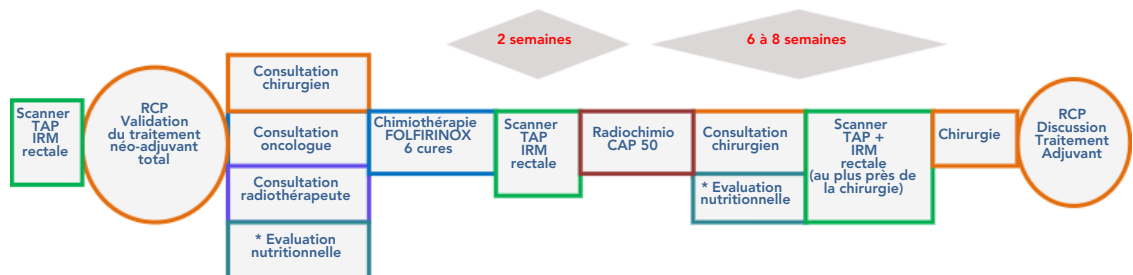 2 semaines
6 à 8 semaines
Scanner
TAP
IRM
rectale
RCP
Validation
du traitement
néo-adjuvant
total
Consultation
chirurgien
Consultation
oncologue
Consultation
radiothérapeute
* Evaluation
nutritionnelle
Chimiothérapie
FOLFIRINOX
6 cures
Scanner
TAP
IRM
rectale
Radiochimio
CAP 50
Consultation
chirurgien
* Evaluation
nutritionnelle
Scanner
TAP +
IRM
rectale
(au plus près de
la chirurgie)
Chirurgie
RCP
Discussion
Traitement
Adjuvant